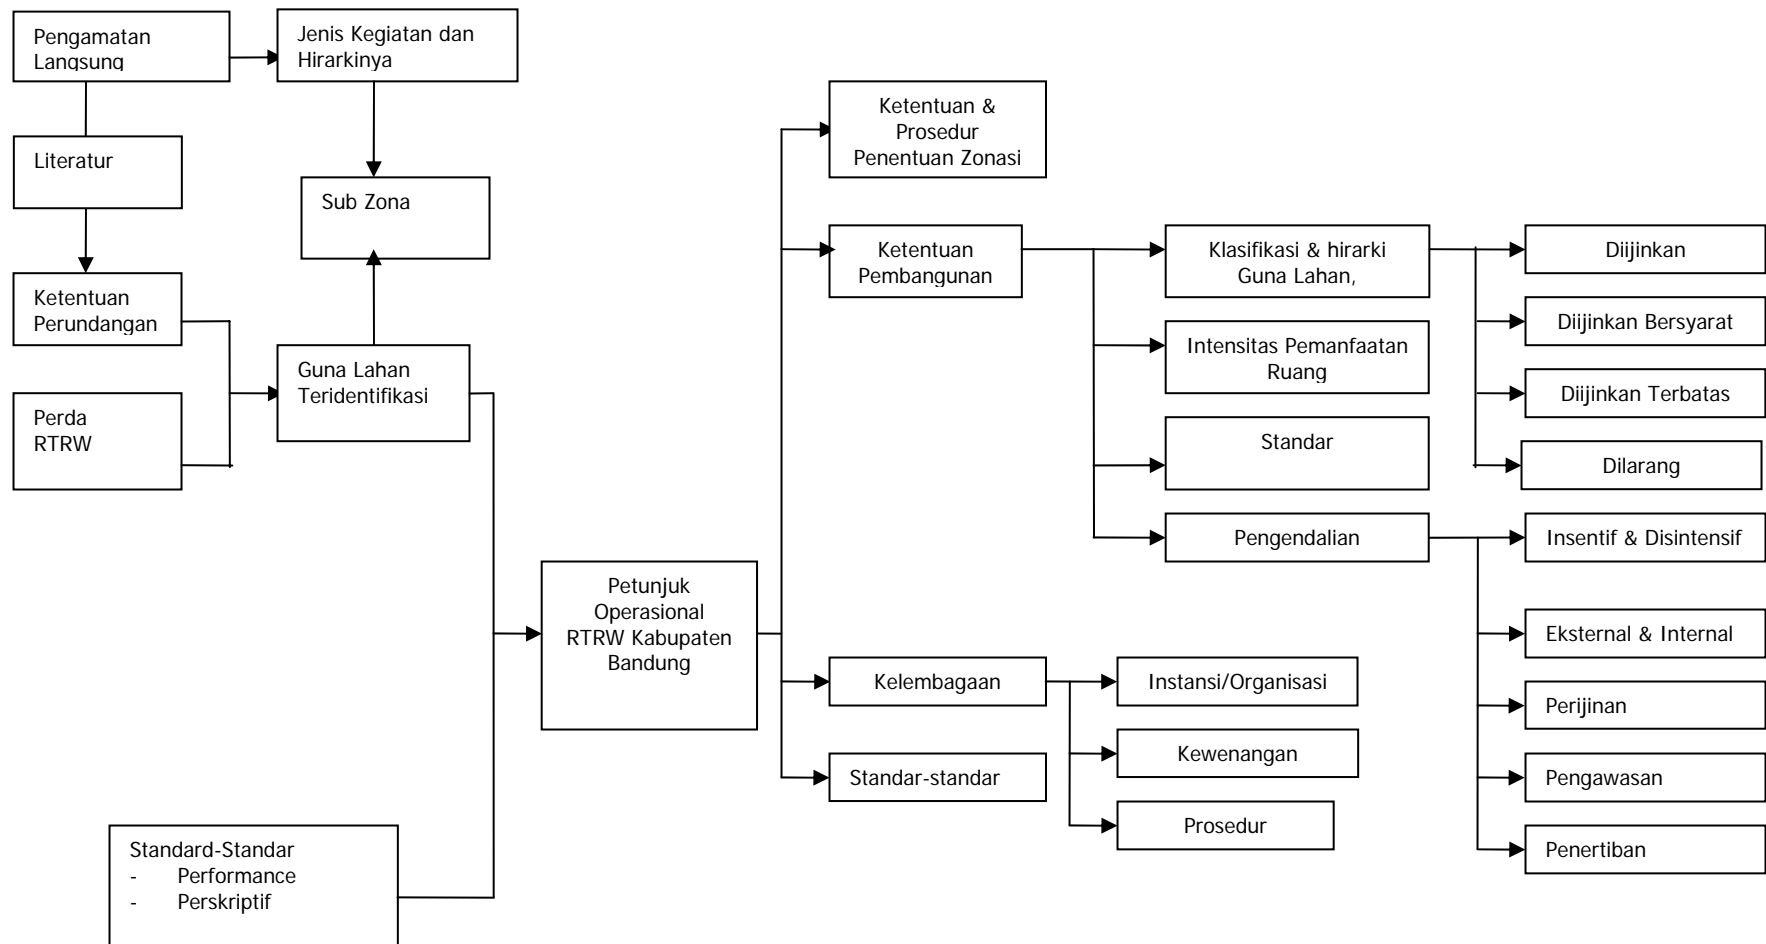 Pengamatan
Langsung
Jenis Kegiatan dan
Hirarkinya
Literatur
Sub Zona
Ketentuan
Perundangan
Guna Lahan
Teridentifikasi
Perda
RTRW
Standard-Standar
- Performance
- Perskriptif
Petunjuk
Operasional
RTRW Kabupaten
Bandung
Ketentuan &
Prosedur
Penentuan Zonasi
Ketentuan
Pembangunan
Kelembagaan
Standar-standar
Klasifikasi & hirarki
Guna Lahan,
Intensitas Pemanfaatan
Ruang
Standar
Pengendalian
Instansi/Organisasi
Kewenangan
Prosedur
Diijinkan
Diijinkan Bersyarat
Diijinkan Terbatas
Dilarang
Insentif & Disintensif
Eksternal & Internal
Perijinan
Pengawasan
Penertiban